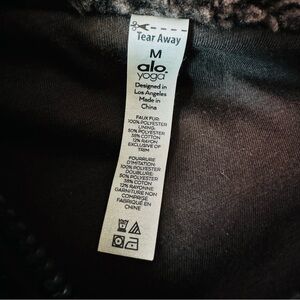 Tear Away
M
alo
yoga
Designed in
Los Angeles
Made in
China
FAUX FUR:
100% POLYESTER
LINING:
50% POLYESTER
38% COTTON
12% RAYON
EXCLUSIVE OF
TRIM
FOURRURE
D'IMITATION:
100% POLYESTER
DOUBLURE:
50% POLYESTER
38% COTON
12% RAYONNE
GARNITURE NON
COMPRISE
FABRIQUÉ EN
CHINE